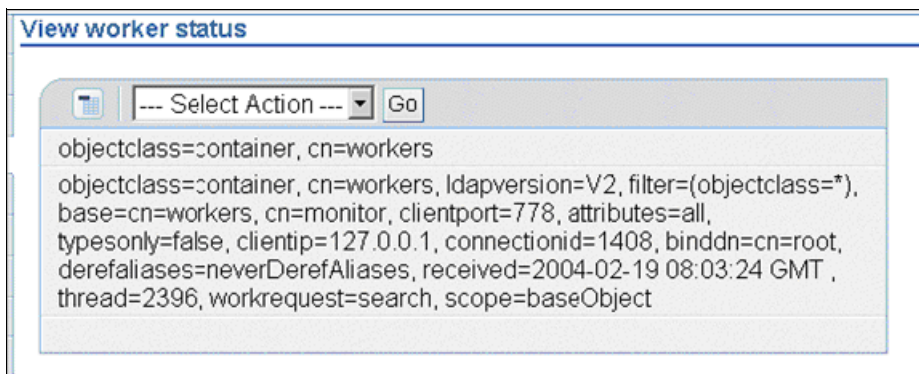 View worker status
--- Select Action --- Go
objectclass=container, cn=workers
objectclass=container, cn=workers, ldapversion=V2, filter=(objectclass=*),
base=cn=workers, cn=monitor, clientport=778, attributes=all,
typesonly=false, clientip=127.0.0.1, connectionid=1408, binddn=cn=root,
derefaliases=neverDerefAliases, received=2004-02-19 08:03:24 GMT ,
thread=2396, workrequest=search, scope=baseObject